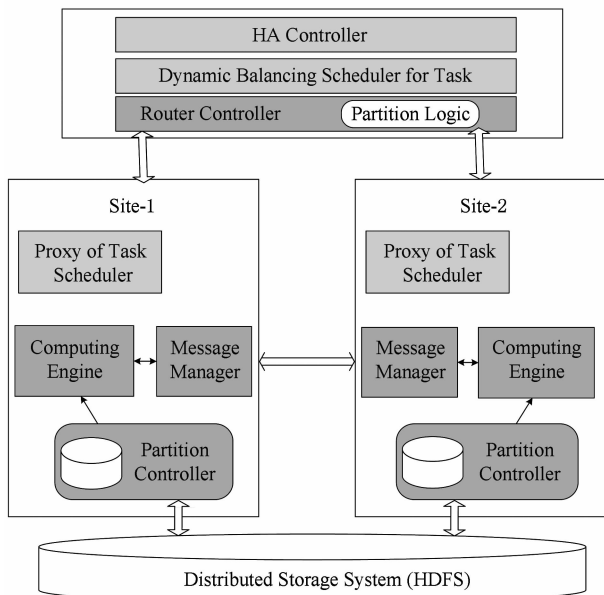 HA Controller
Dynamic Balancing Scheduler for Task
Router Controller
Partition Logic
Site-1
Proxy of Task
Scheduler
Computing
Engine
Message
Manager
Partition
Controller
Site-2
Proxy of Task
Scheduler
Message
Manager
Computing
Engine
Partition
Controller
Distributed Storage System (HDFS)